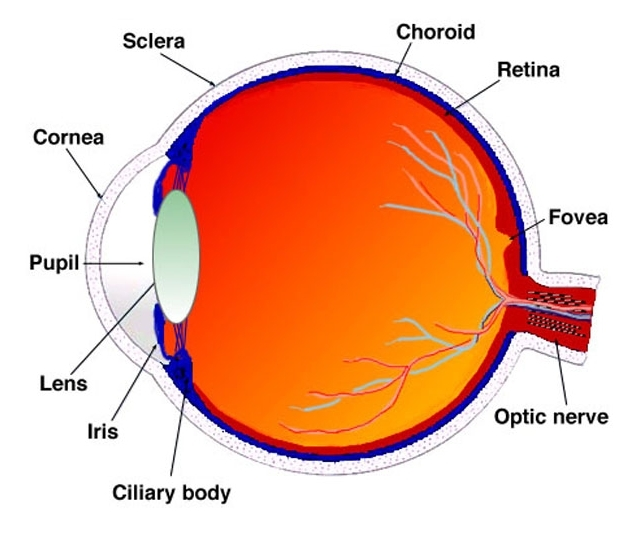 Choroid
Sclera
Retina
Cornea
Fovea
Pupil
Lens
Optic nerve
Iris
Ciliary body